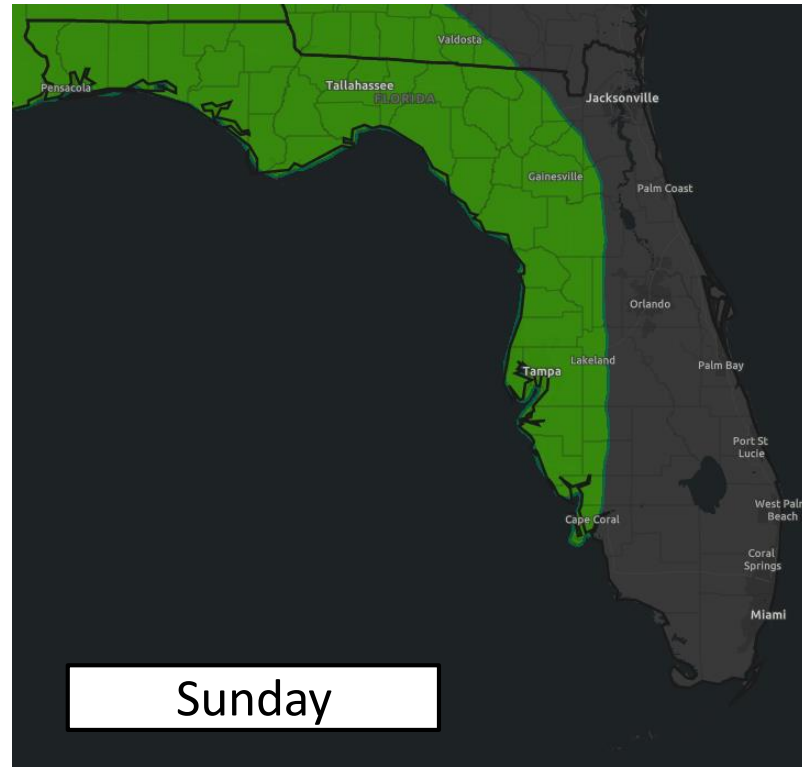 Valdosta
Pensacola
Tallahassee
FLORIDA
Jacksonville
Gainesville
Palm Coast
Orlando
Lakeland
Tampa
Palm Bay
Port St
Lucie
Cape Coral
West Palm
Beach
Coral
Springs
Miami
Sunday